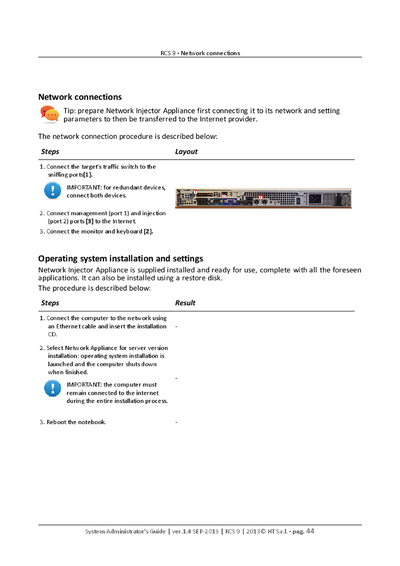 RCS 9 - Network connections
Network connections
Tip: prepare Network Injector Appliance first connecting it to its network and setting
parameters to then be transferred to the Internet provider.
The network connection procedure is described below:
Steps Layout
1. Connect the target's traffic switch to the
sniffing ports[1].
IMPORTANT: for redundant devices,
connect both devices.
2. Connect management (port 1) and injection
(port 2) ports [3] to the Internet.
3. Connect the monitor and keyboard [2].
Operating system installation and settings
Network Injector Appliance is supplied installed and ready for use, complete with all the foreseen
applications. It can also be installed using a restore disk.
The procedure is described below:
Steps Result
1. Connect the computer to the network using
an Ethernet cable and insert the installation -
CD.
2. Select Network Appliance for server version
installation: operating system installation is
launched and the computer shuts down
when finished.
-
IMPORTANT: the computer must
remain connected to the internet
during the entire installation process.
3. Reboot the notebook. -
System Administrator's Guide | ver.1.4 SEP-2013 | RCS 9 | 2013© HT S.r.l. - pag. 44